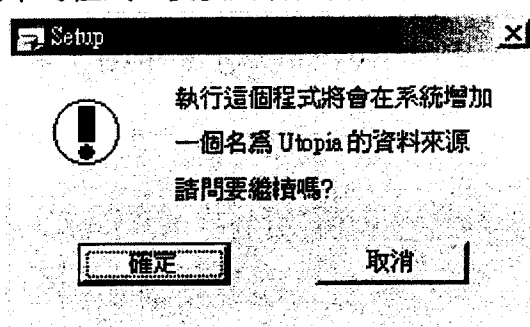 Setup
執行這個程式將會在系統增加
一個名為 Utopia 的資料來源
請問要繼續嗎?
確定
取消